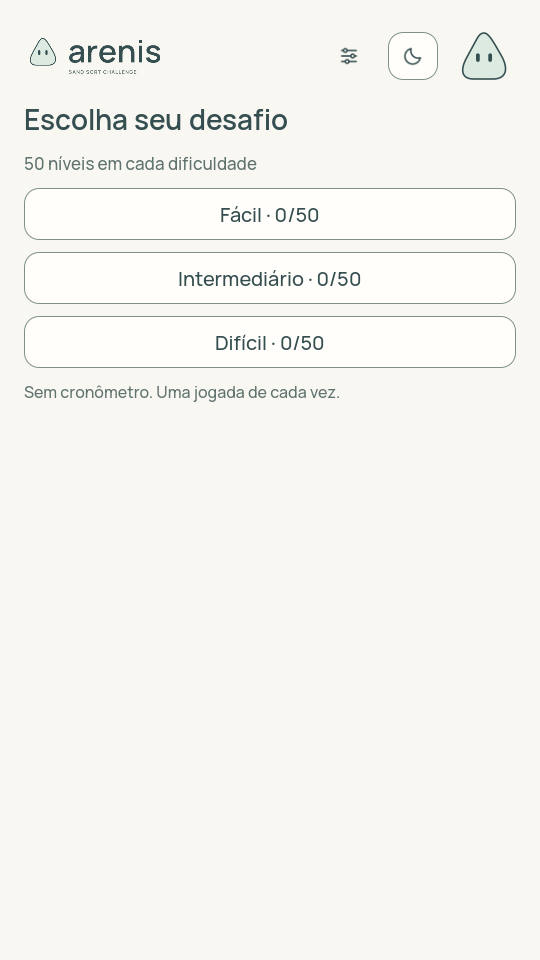 arenis
SAND SORT CHALLENGE
Escolha seu desafio
50 níveis em cada dificuldade
Fácil · 0/50
Intermediário · 0/50
Difícil · 0/50
Sem cronômetro. Uma jogada de cada vez.